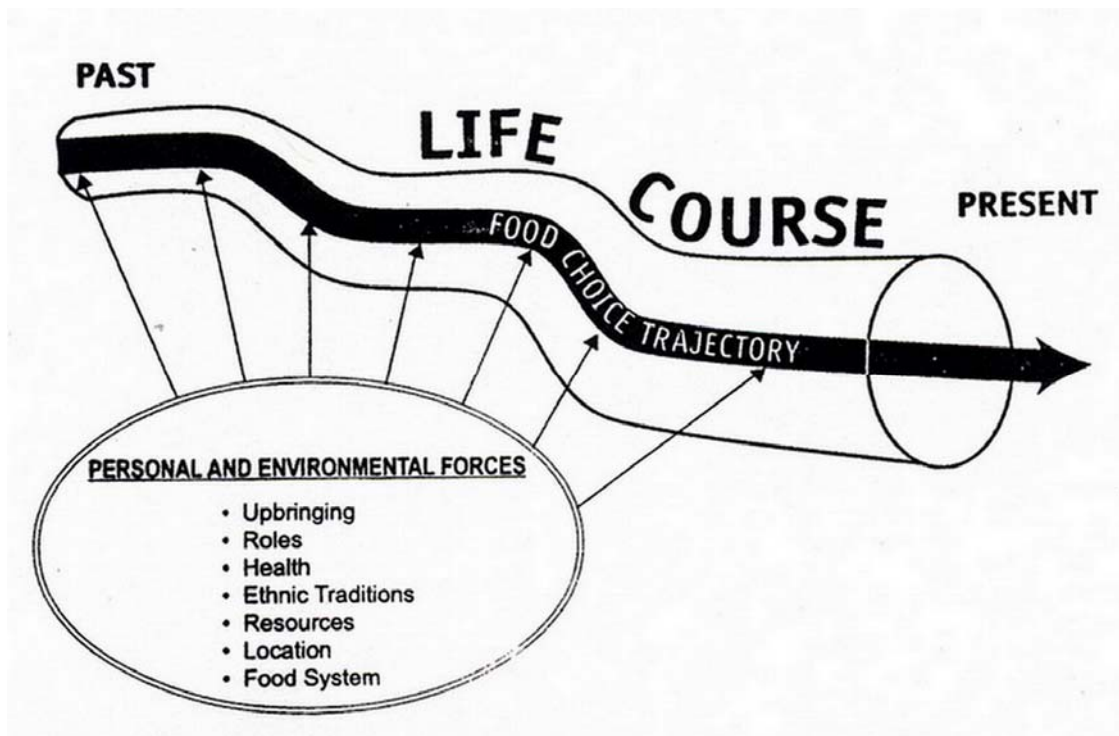 PAST
LIFE
COURSE
PRESENT
FOOD CHOICE TRAJECTORY
PERSONAL AND ENVIRONMENTAL FORCES
• Upbringing
• Roles
• Health
• Ethnic Traditions
• Resources
• Location
• Food System